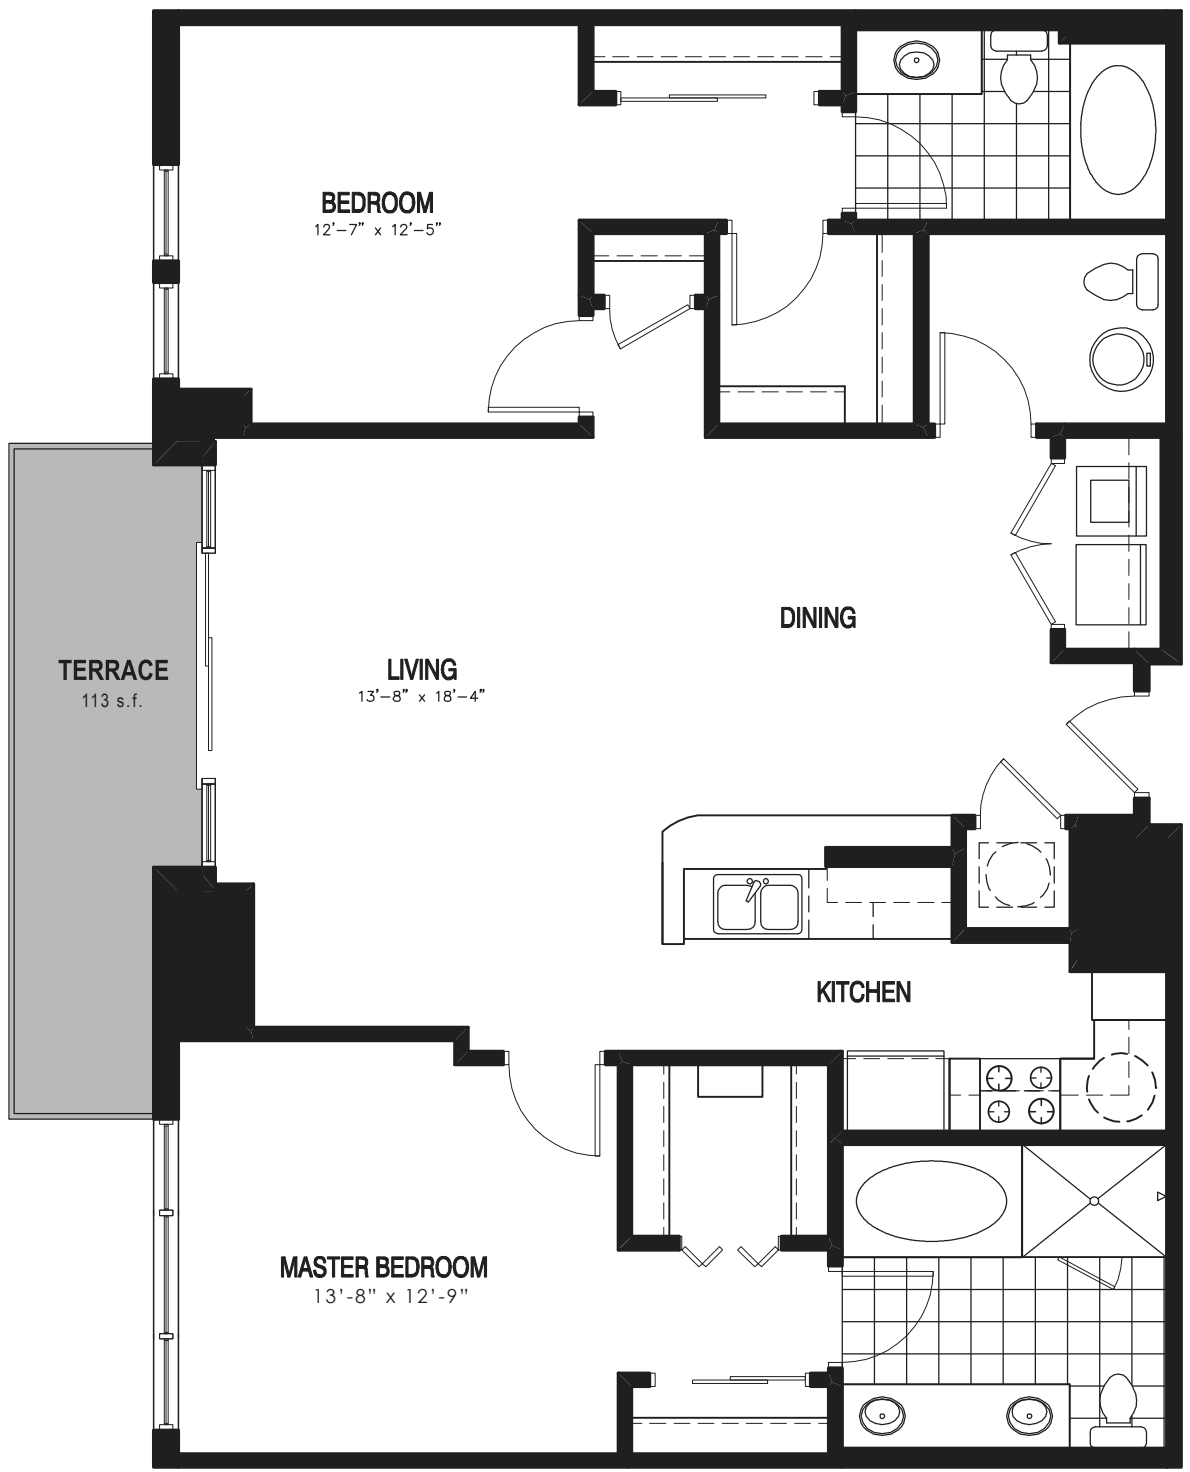 BEDROOM
12'-7" x 12'-5"
DINING
TERRACE
113 s.f.
LIVING
13'-8" x 18'-4"
KITCHEN
MASTER BEDROOM
13'-8" x 12'-9"